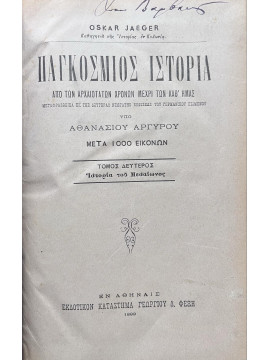 OSKAR JAEGER
ΠΑΓΚΟΣΜΙΟΣ ΙΣΤΟΡΙΑ
ΑΠΟ ΤΩΝ ΑΡΧΑΙΟΤΑΤΩΝ ΧΡΟΝΩΝ ΜΕΧΡΙ ΤΩΝ ΚΑΘ' ΗΜΑΣ
ΥΠΟ
ΑΘΑΝΑΣΙΟΥ ΑΡΓΥΡΟΥ
ΜΕΤΑ 1000 ΕΙΚΟΝΩΝ
ΤΟΜΟΣ ΔΕΥΤΕΡΟΣ
Ἱστορία τοῦ Μεσαίωνος
ΕΝ ΑΘΗΝΑΙΣ
ΕΚΔΟΤΙΚΟΝ ΚΑΤΑΣΤΗΜΑ ΓΕΩΡΓΙΟΥ Δ. ΦΕΞΗ